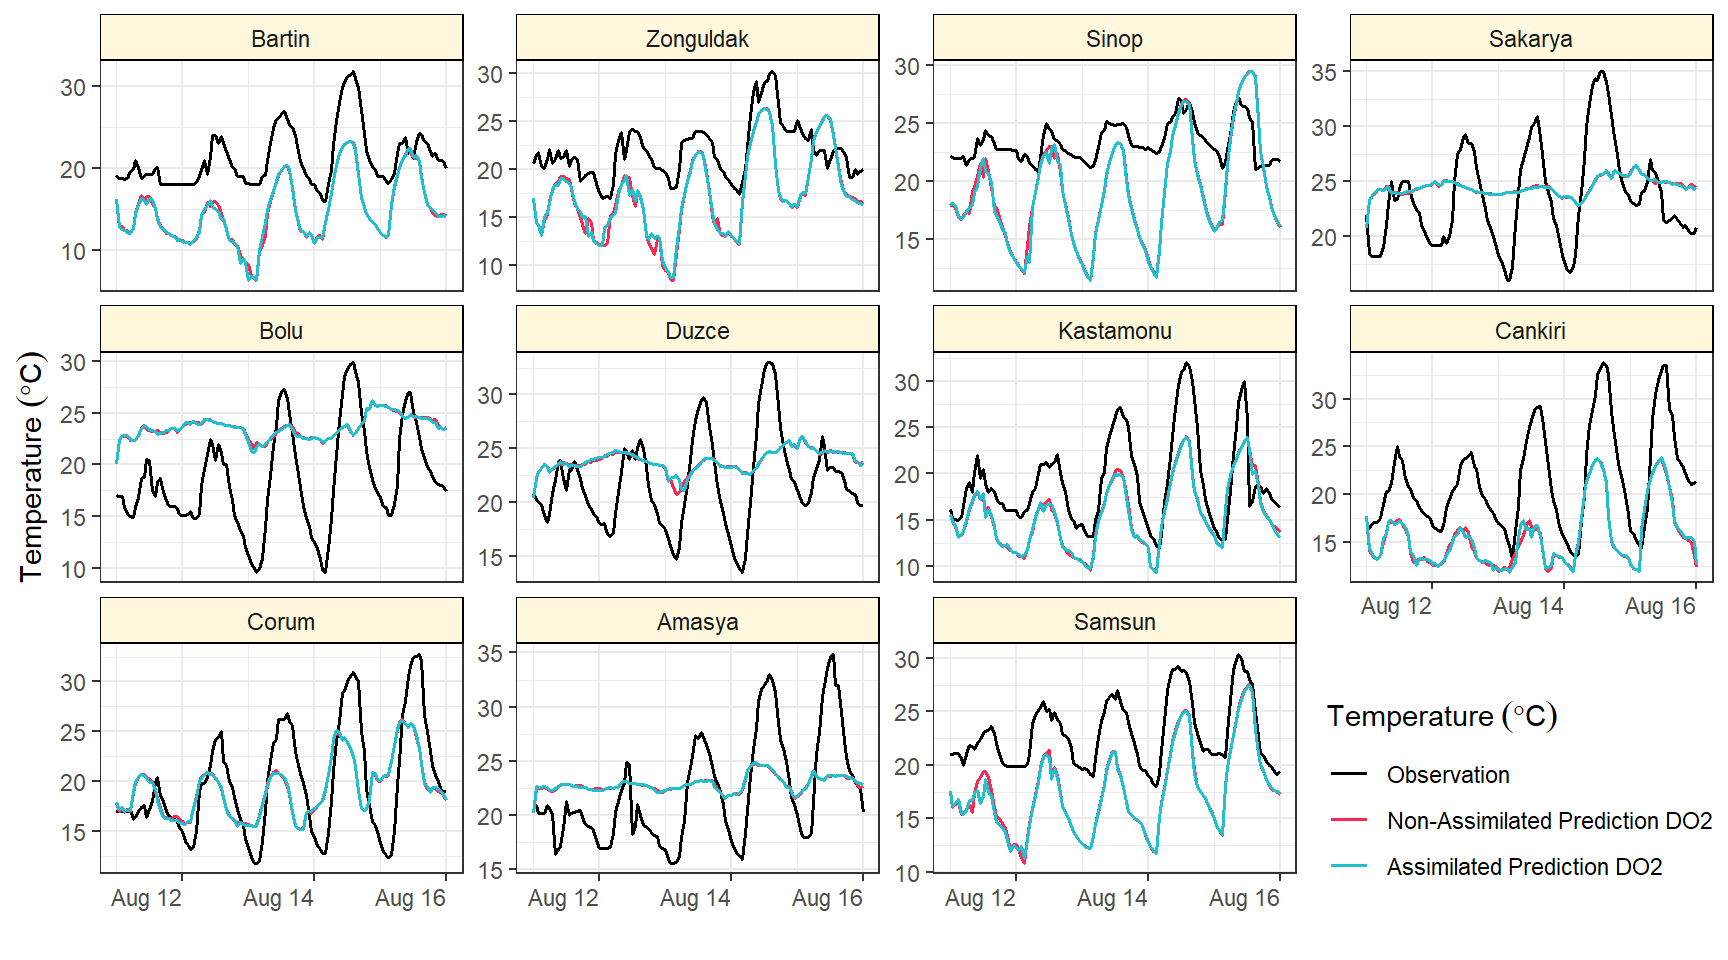 Bartin
Zonguldak
Sinop
Sakarya
30
20
10
30
25
20
15
10
30
25
20
15
35
30
25
20
Bolu
Duzce
Kastamonu
Cankiri
30
25
20
15
10
30
25
20
15
30
25
20
15
10
30
25
20
15
Aug 12 Aug 14 Aug 16
Corum
Amasya
Samsun
30
25
20
15
35
30
25
20
15
30
25
20
15
10
Aug 12 Aug 14 Aug 16
Aug 12 Aug 14 Aug 16
Aug 12 Aug 14 Aug 16
Temperature (°C)
Temperature (°C)
Observation
Non-Assimilated Prediction DO2
Assimilated Prediction DO2